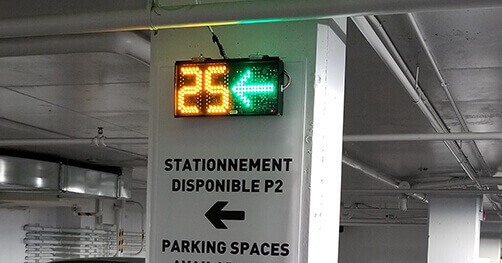 25
STATIONNEMENT
DISPONIBLE P2
PARKING SPACES